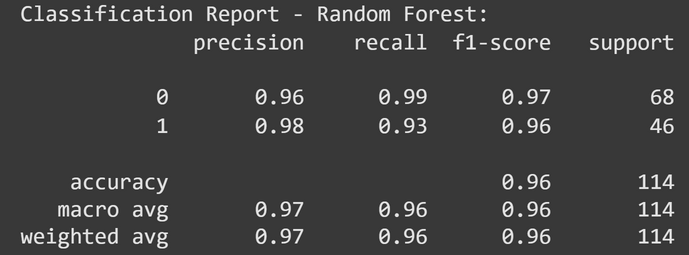 Classification Report - Random Forest:
precision recall f1-score support
0 0.96 0.99 0.97 68
1 0.98 0.93 0.96 46
accuracy 0.96 114
macro avg 0.97 0.96 0.96 114
weighted avg 0.97 0.96 0.96 114